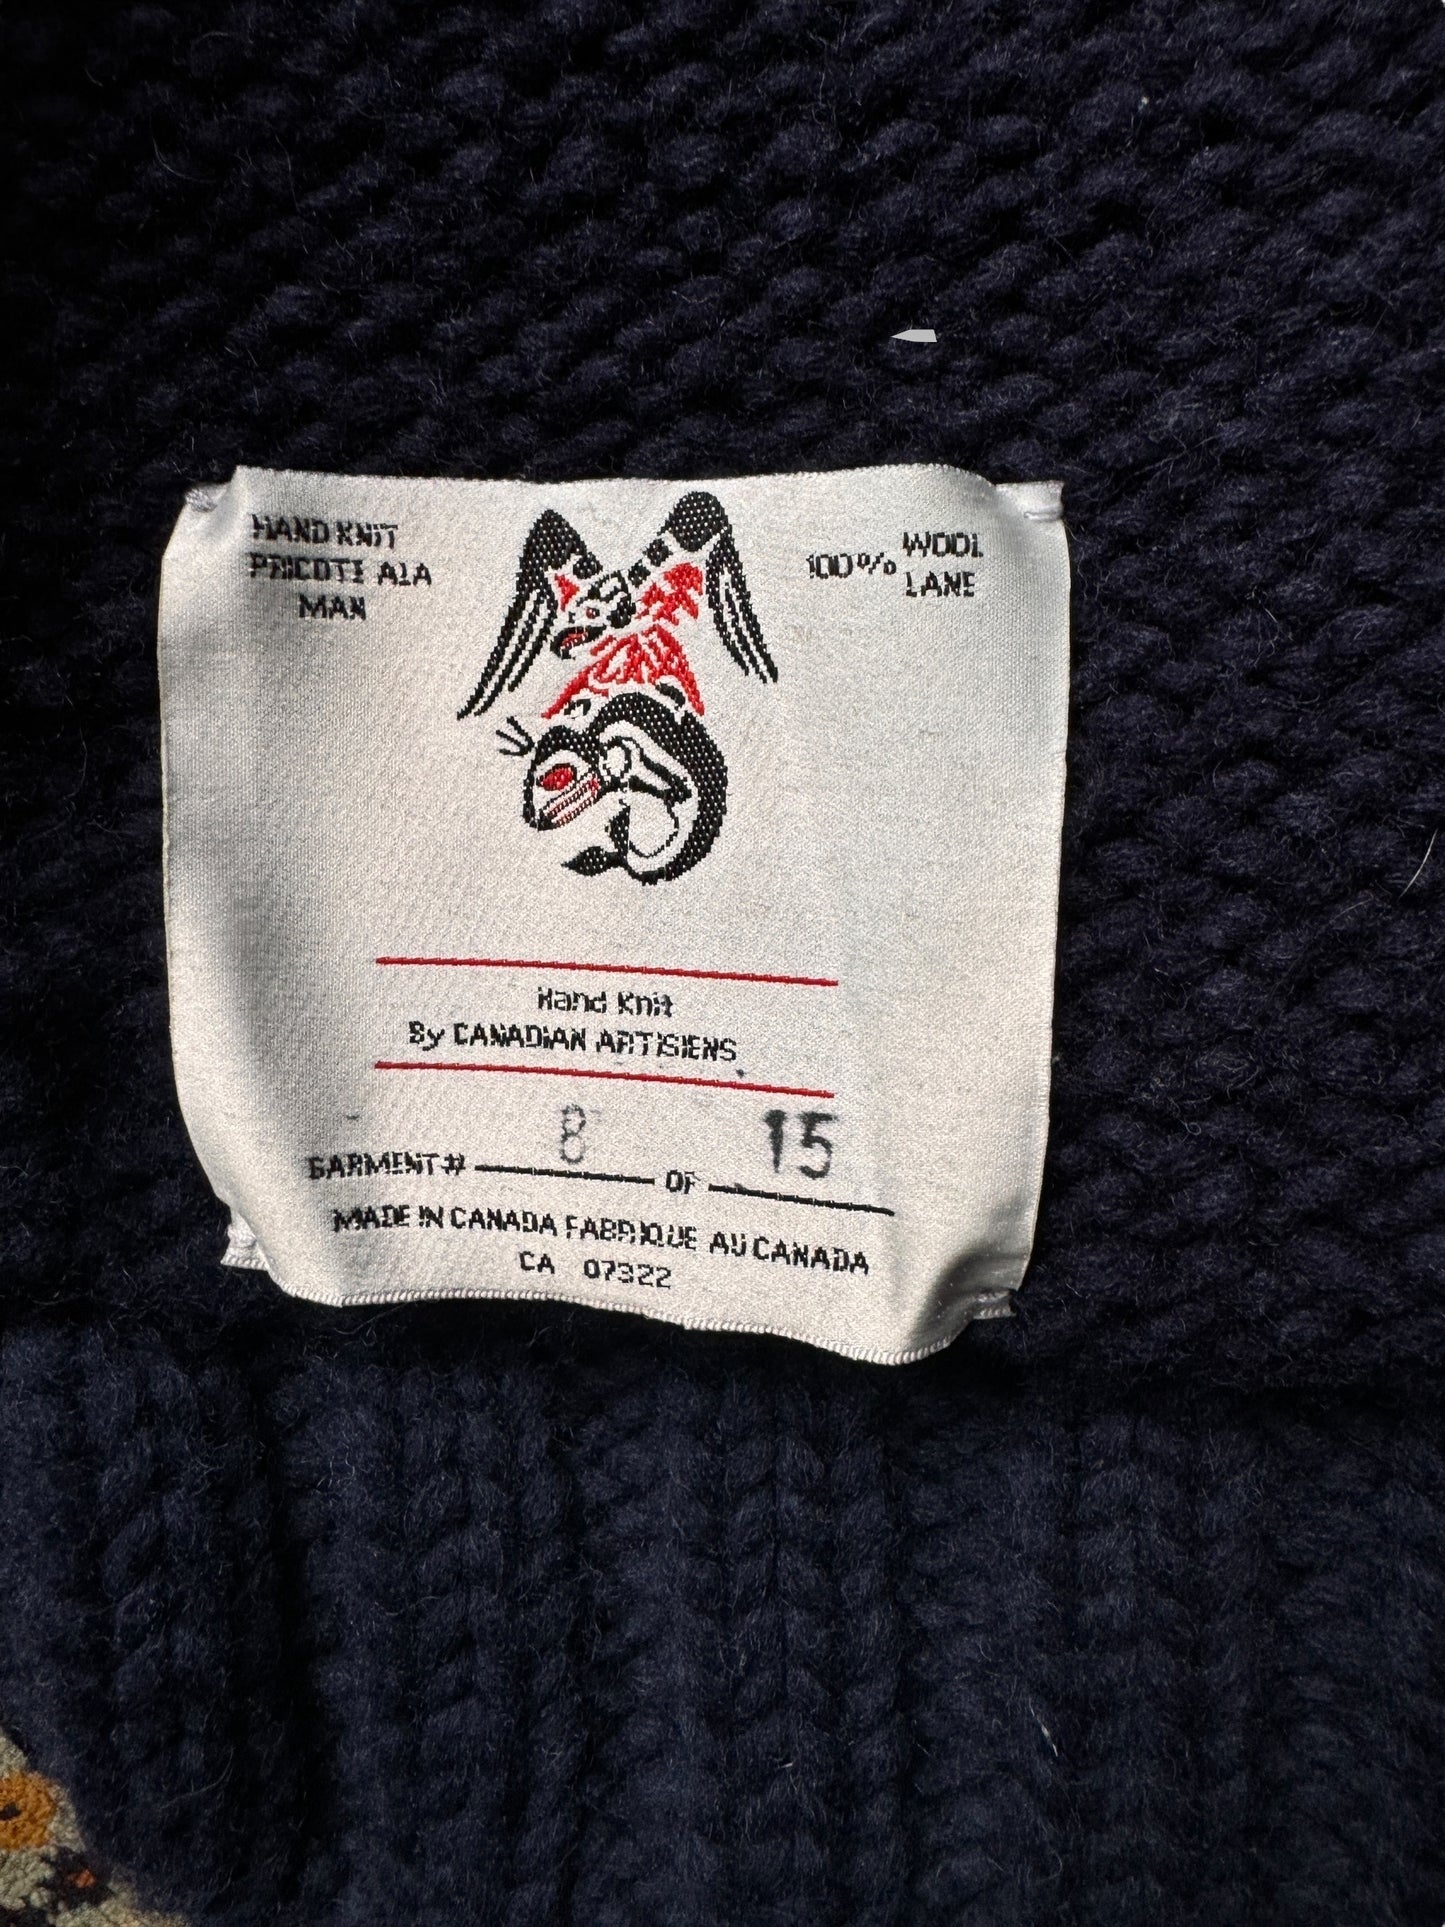 HAND KNIT
PRICOTE ALA
MAN
100% WOOL
LANE
Hand Knit
By CANADIAN ARTISIENS
8 15
GARMENT# OF
MADE IN CANADA FABRIQUE AU CANADA
CA 07322